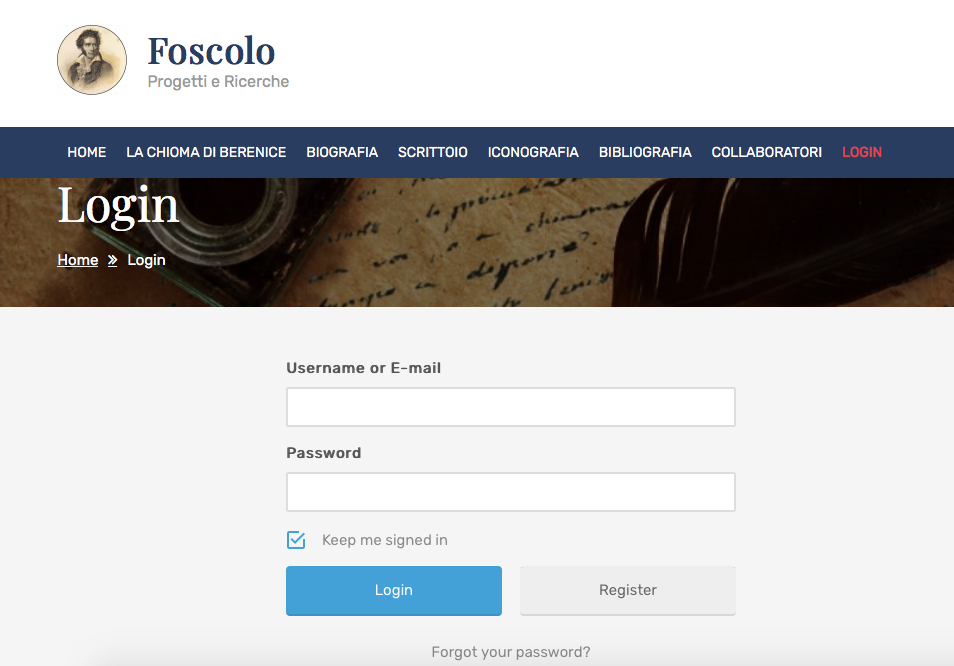 Foscolo
Progetti e Ricerche
HOME LA CHIOMA DI BERENICE BIOGRAFIA SCRITTOIO ICONOGRAFIA BIBLIOGRAFIA COLLABORATORI LOGIN
Login
Home » Login
Username or E-mail
Password
Keep me signed in
Login Register
Forgot your password?